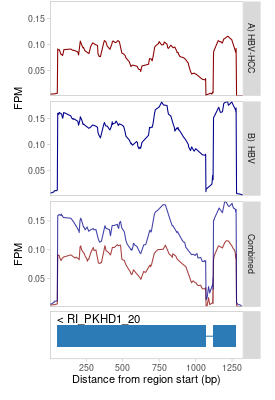 0.15
0.10
0.05
FPM
A) HBV-HCC
0.15
0.10
0.05
B) HBV
0.15
0.10
0.05
FPM
Combined
< RI_PKHD1_20
250 500 750 1000 1250
Distance from region start (bp)